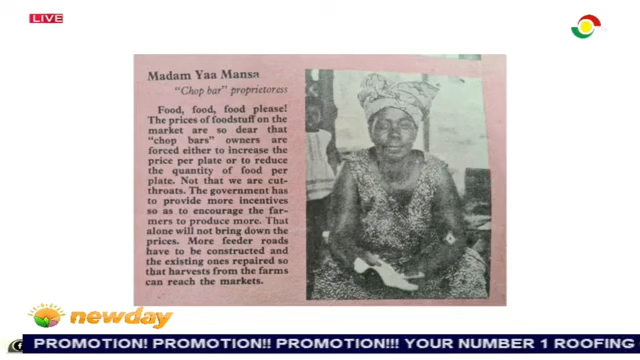 LIVE
Madam Yaa Mansa
"Chop bar" proprietoress
Food, food, food please!
The prices of foodstuff on the
market are so dear that
"chop bars" owners are
forced either to increase the
price per plate or to reduce
the quantity of food per
plate. Not that we are cut-
throats. The government has
to provide more incentives
so as to encourage the far-
mers to produce more. That
alone will not bring down the
prices. More feeder roads
have to be constructed and
the existing ones repaired so
that harvests from the farms
can reach the markets.
newday
PROMOTION! PROMOTION!! PROMOTION!!! YOUR NUMBER 1 ROOFING